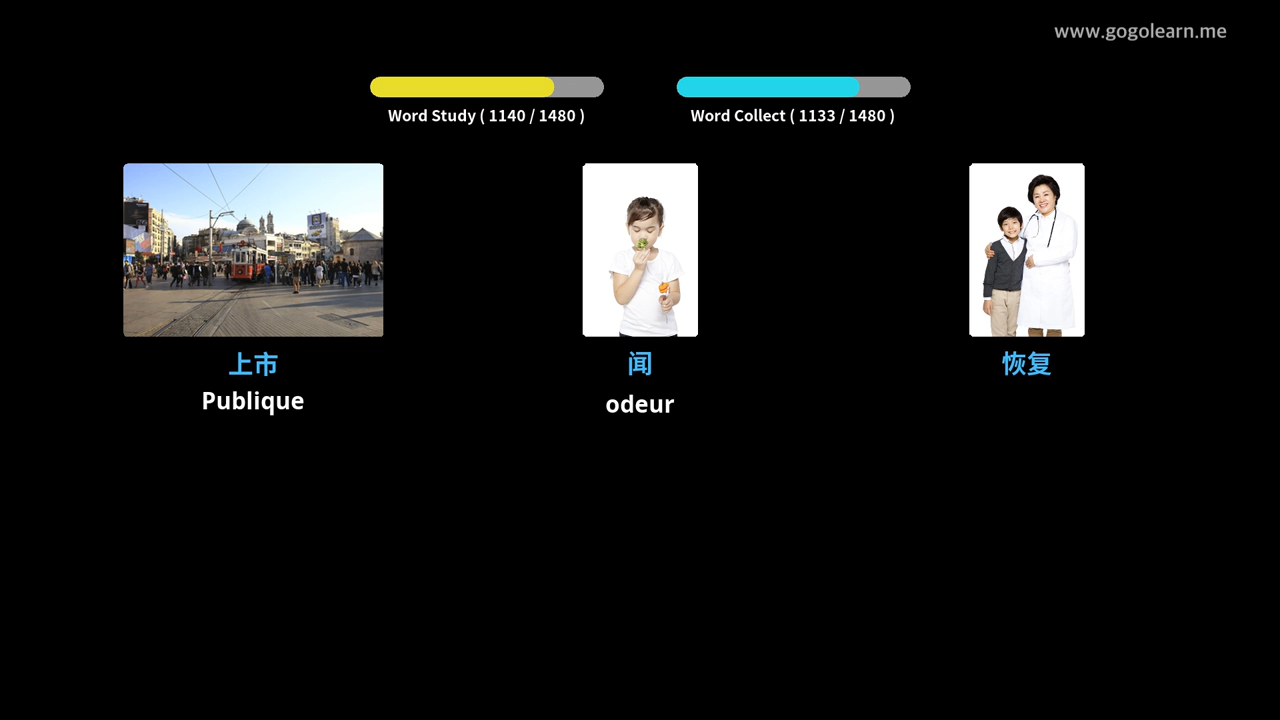 www.gogolearn.me
Word Study ( 1140 / 1480 )
Word Collect ( 1133 / 1480 )
上市
闻
恢复
Publique
odeur